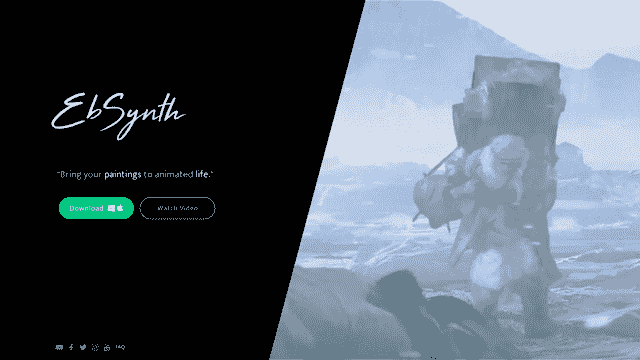 EbSynth
"Bring your paintings to animated life."
Download
Watch Video
FAQ